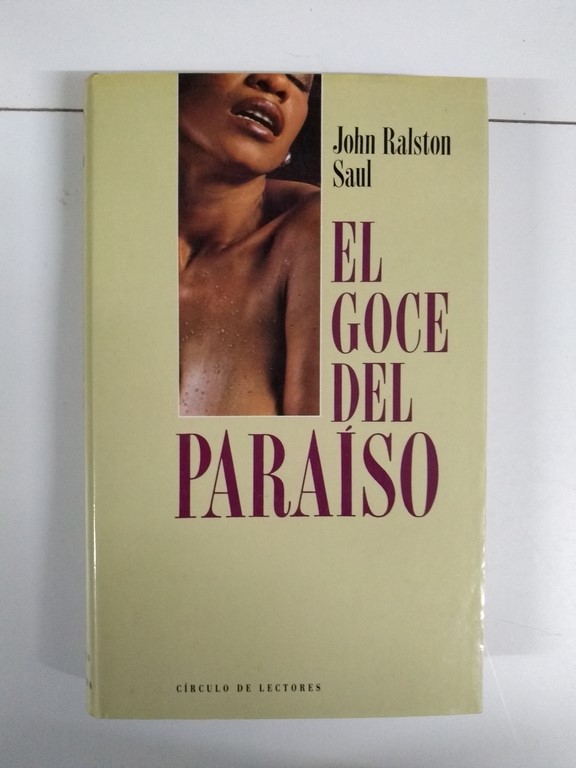 John Ralston
Saul
EL
GOCE
DEL
PARAÍSO
CÍRCULO DE LECTORES